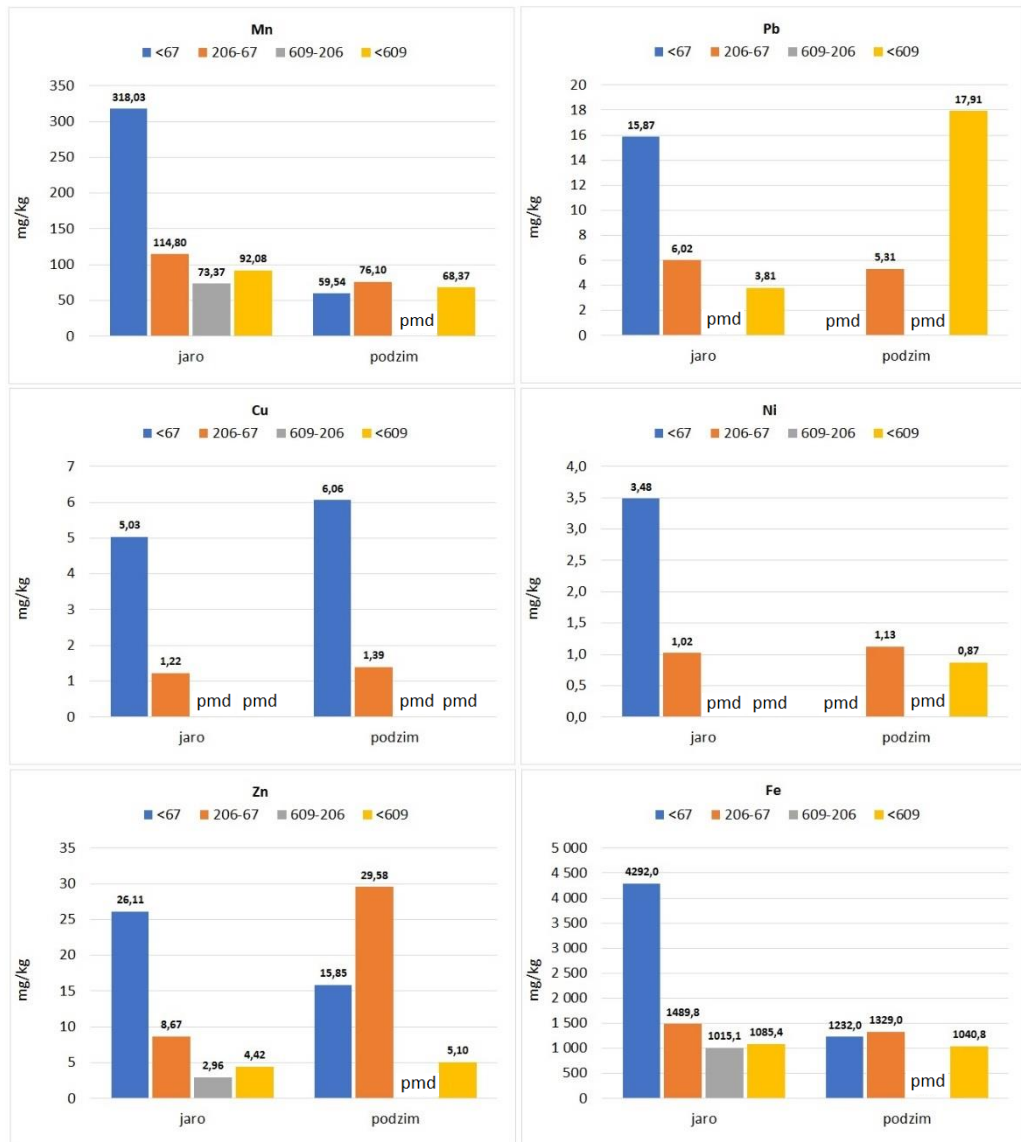 Mn
<67 206-67 609-206 <609
350
300
250
200
150
100
50
0
mg/kg
318,03
114,80
73,37
92,08
59,54
76,10
pmd
68,37
jaro podzim
Pb
<67 206-67 609-206 <609
20
18
16
14
12
10
8
6
4
2
0
mg/kg
15,87
6,02
pmd
3,81
pmd
5,31
pmd
17,91
jaro podzim
Cu
<67 206-67 609-206 <609
7
6
5
4
3
2
1
0
mg/kg
5,03
1,22
pmd pmd
6,06
1,39
pmd pmd
jaro podzim
Ni
<67 206-67 609-206 <609
4,0
3,5
3,0
2,5
2,0
1,5
1,0
0,5
0,0
mg/kg
3,48
1,02
pmd pmd
pmd
1,13
pmd
0,87
jaro podzim
Zn
<67 206-67 609-206 <609
35
30
25
20
15
10
5
0
mg/kg
26,11
8,67
2,96
4,42
15,85
29,58
pmd
5,10
jaro podzim
Fe
<67 206-67 609-206 <609
5 000
4 500
4 000
3 500
3 000
2 500
2 000
1 500
1 000
500
0
mg/kg
4292,0
1489,8
1015,1
1085,4
1232,0
1329,0
pmd
1040,8
jaro podzim